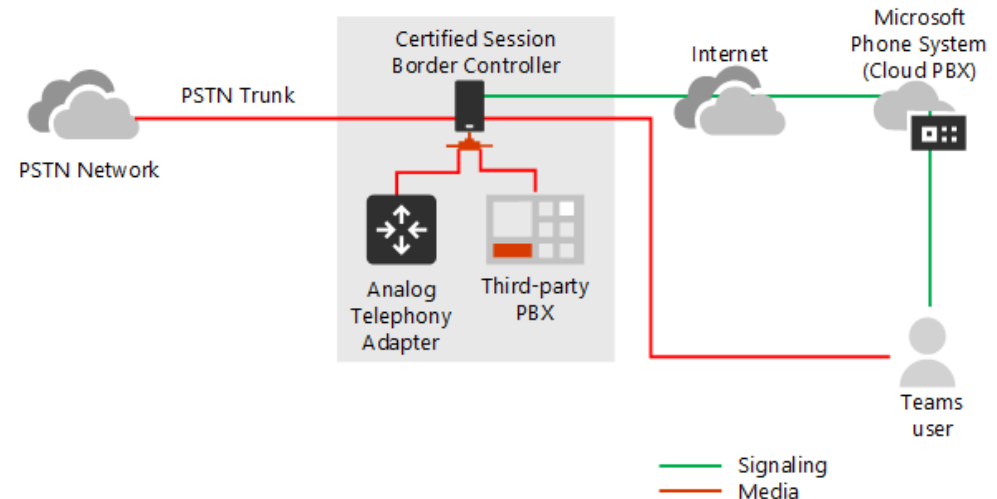 Certified Session
Border Controller
Internet
Microsoft
Phone System
(Cloud PBX)
PSTN Trunk
PSTN Network
Analog
Telephony
Adapter
Third-party
PBX
Teams
user
Signaling
Media